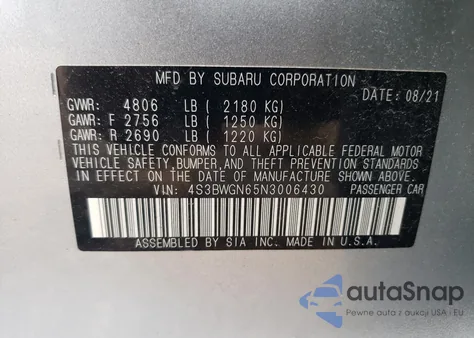 MFD BY SUBARU CORPORATION
DATE: 08/21
GVWR: 4806 LB ( 2180 KG)
GAWR: F 2756 LB ( 1250 KG)
GAWR: R 2690 LB ( 1220 KG)
THIS VEHICLE CONFORMS TO ALL APPLICABLE FEDERAL MOTOR
VEHICLE SAFETY, BUMPER, AND THEFT PREVENTION STANDARDS
IN EFFECT ON THE DATE OF MANUFACTURE SHOWN ABOVE.
VIN: 4S3BWGN65N3006430 PASSENGER CAR
ASSEMBLED BY SIA INC. MADE IN U.S.A.
autoSnap
Pewne auta z aukcji USA i EU